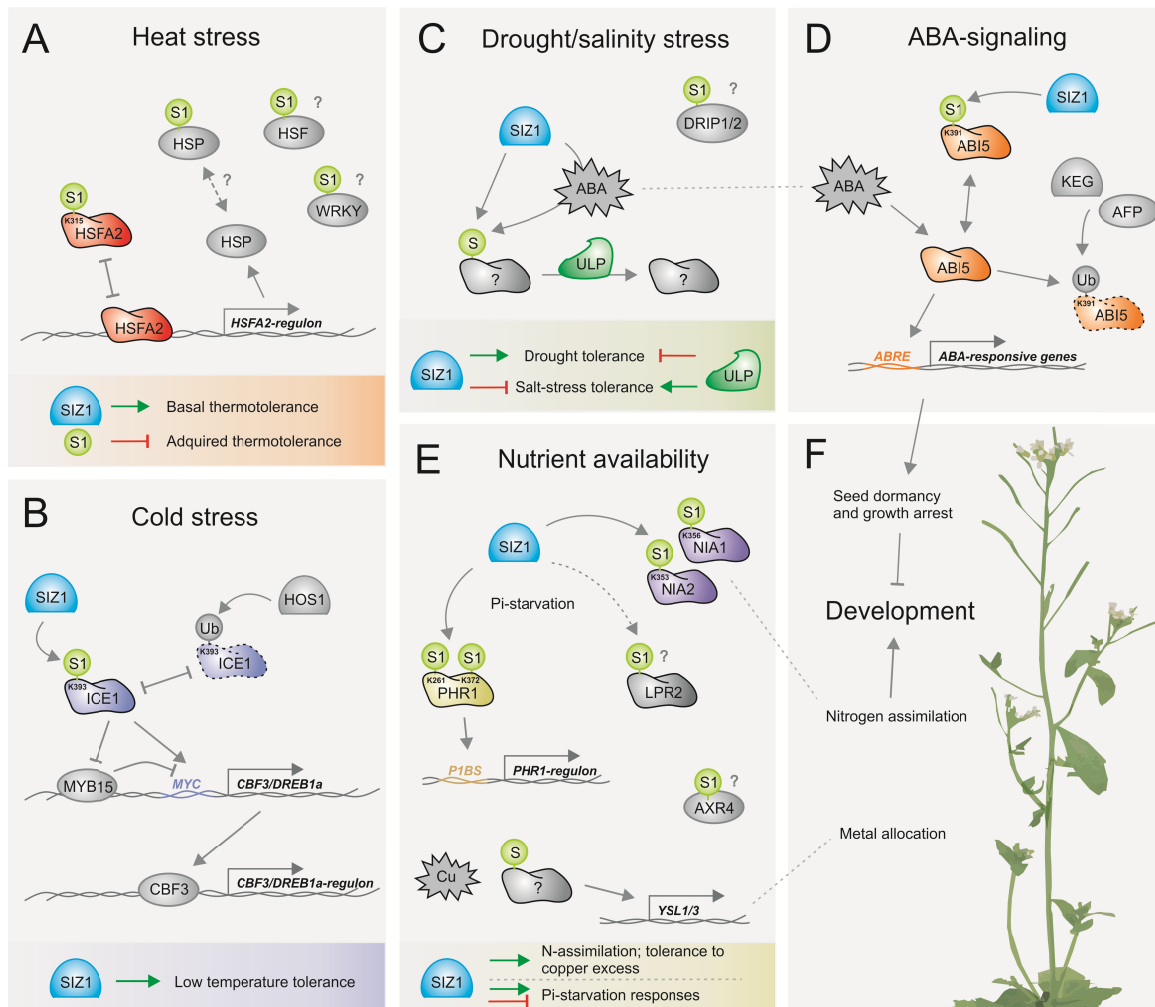 A
Heat stress
S1
HSP
S1
?
HSF
?
S1
?
WRKY
S1
K315
HSFA2
HSP
HSFA2
HSFA2-regulon
SIZ1
Basal thermotolerance
S1
Adquired thermotolerance
B
Cold stress
SIZ1
HOS1
Ub
K393
ICE1
S1
K393
ICE1
MYB15
MYC
CBF3/DREB1a
CBF3
CBF3/DREB1a-regulon
SIZ1
Low temperature tolerance
C
Drought/salinity stress
SIZ1
S1
?
DRIP1/2
ABA
S
?
ULP
?
SIZ1
Drought tolerance
Salt-stress tolerance
ULP
D
ABA-signaling
S1
K391
ABI5
SIZ1
ABA
KEG
AFP
ABI5
Ub
K391
ABI5
ABRE
ABA-responsive genes
E
Nutrient availability
SIZ1
S1
K356
NIA1
S1
K353
NIA2
Pi-starvation
S1
S1
K261
K372
PHR1
S1
?
LPR2
P1BS
PHR1-regulon
S1
?
AXR4
Cu
S
?
YSL1/3
SIZ1
N-assimilation; tolerance to
copper excess
Pi-starvation responses
F
Seed dormancy
and growth arrest
Development
Nitrogen assimilation
Metal allocation